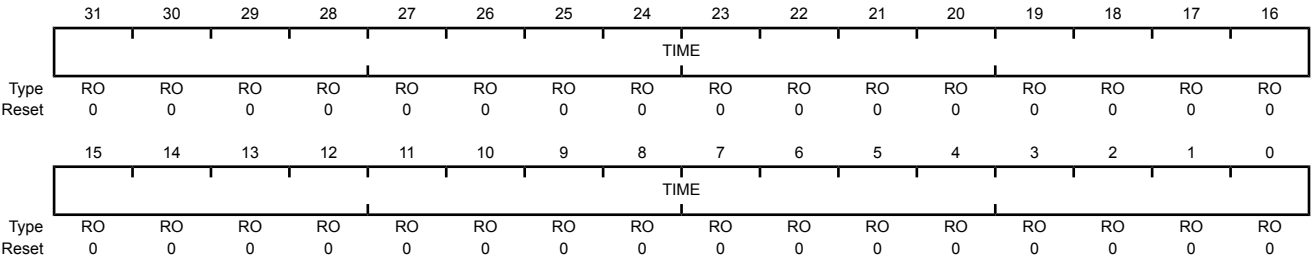 31 30 29 28 27 26 25 24 23 22 21 20 19 18 17 16
TIME
Type RO RO RO RO RO RO RO RO RO RO RO RO RO RO RO RO
Reset 0 0 0 0 0 0 0 0 0 0 0 0 0 0 0 0
15 14 13 12 11 10 9 8 7 6 5 4 3 2 1 0
TIME
Type RO RO RO RO RO RO RO RO RO RO RO RO RO RO RO RO
Reset 0 0 0 0 0 0 0 0 0 0 0 0 0 0 0 0